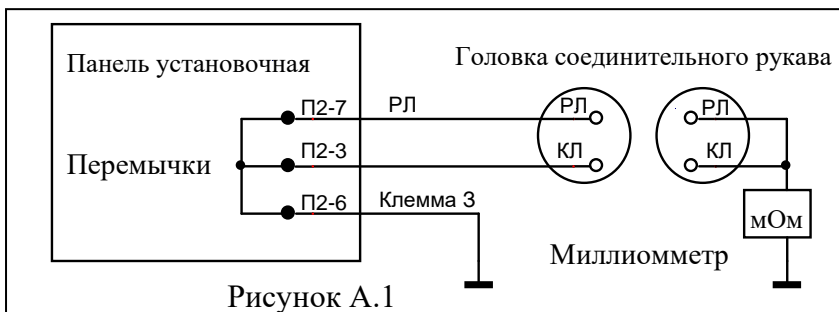 Панель установочная
Головка соединительного рукава
П2-7 РЛ РЛ РЛ
Перемычки П2-3 КЛ КЛ
П2-6 Клемма 3
мОм
Миллиомметр
Рисунок А.1